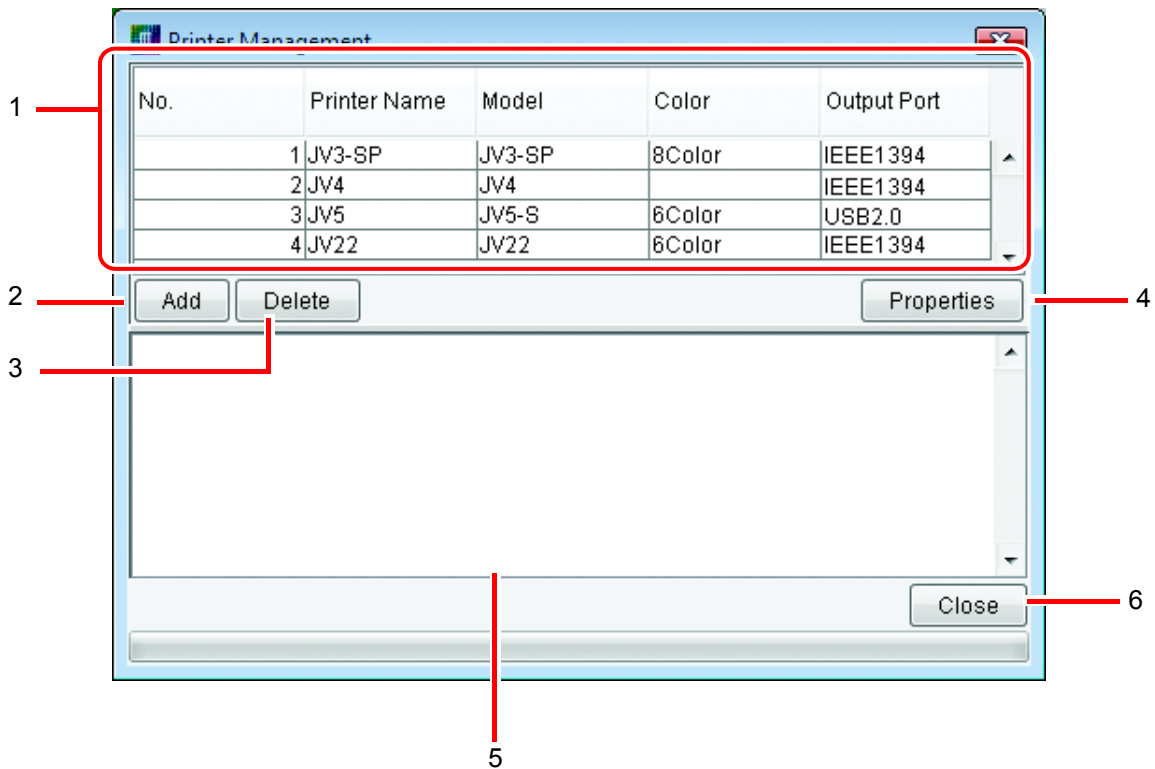 Printer Management
1
No. Printer Name Model Color Output Port
1 JV3-SP JV3-SP 8Color IEEE1394
2 JV4 JV4 IEEE1394
3 JV5 JV5-S 6Color USB2.0
4 JV22 JV22 6Color IEEE1394
2 Add Delete Properties 4
3
Close 6
5